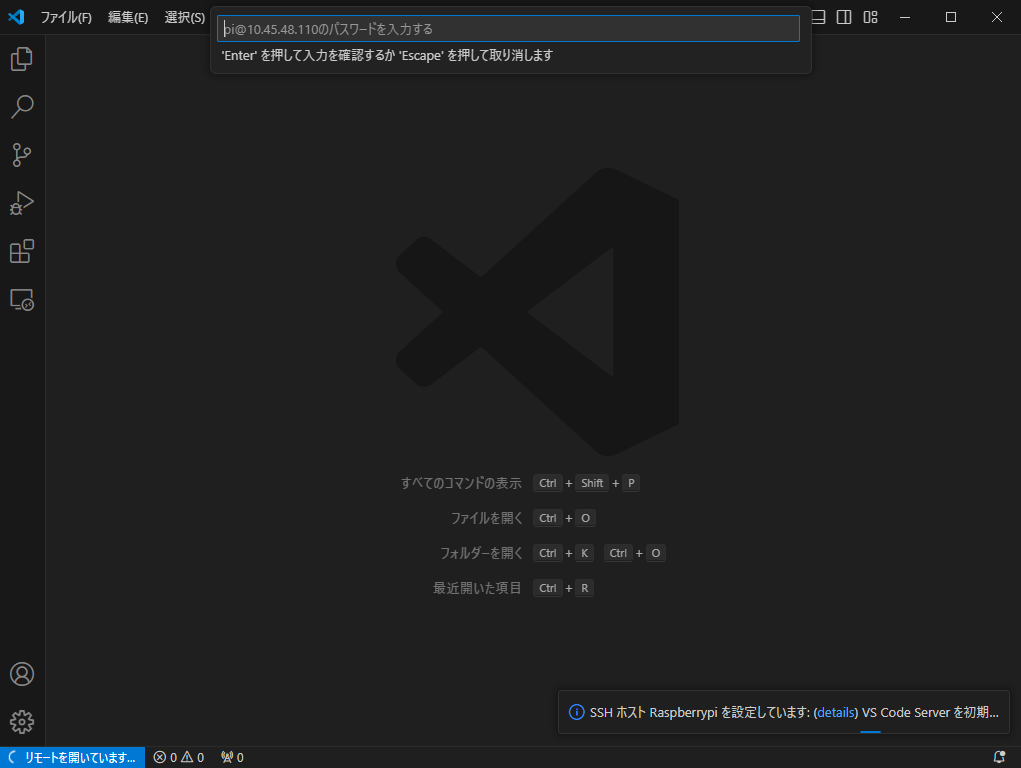 ファイル(F) 編集(E) 選択(S)
pi@10.45.48.110のパスワードを入力する
'Enter' を押して入力を確認するか 'Escape' を押して取り消します
すべてのコマンドの表示 Ctrl + Shift + P
ファイルを開く Ctrl + O
フォルダーを開く Ctrl + K Ctrl + O
最近開いた項目 Ctrl + R
SSH ホスト Raspberrypi を設定しています: (details) VS Code Server を初期...
リモートを開いています... 0 0 0